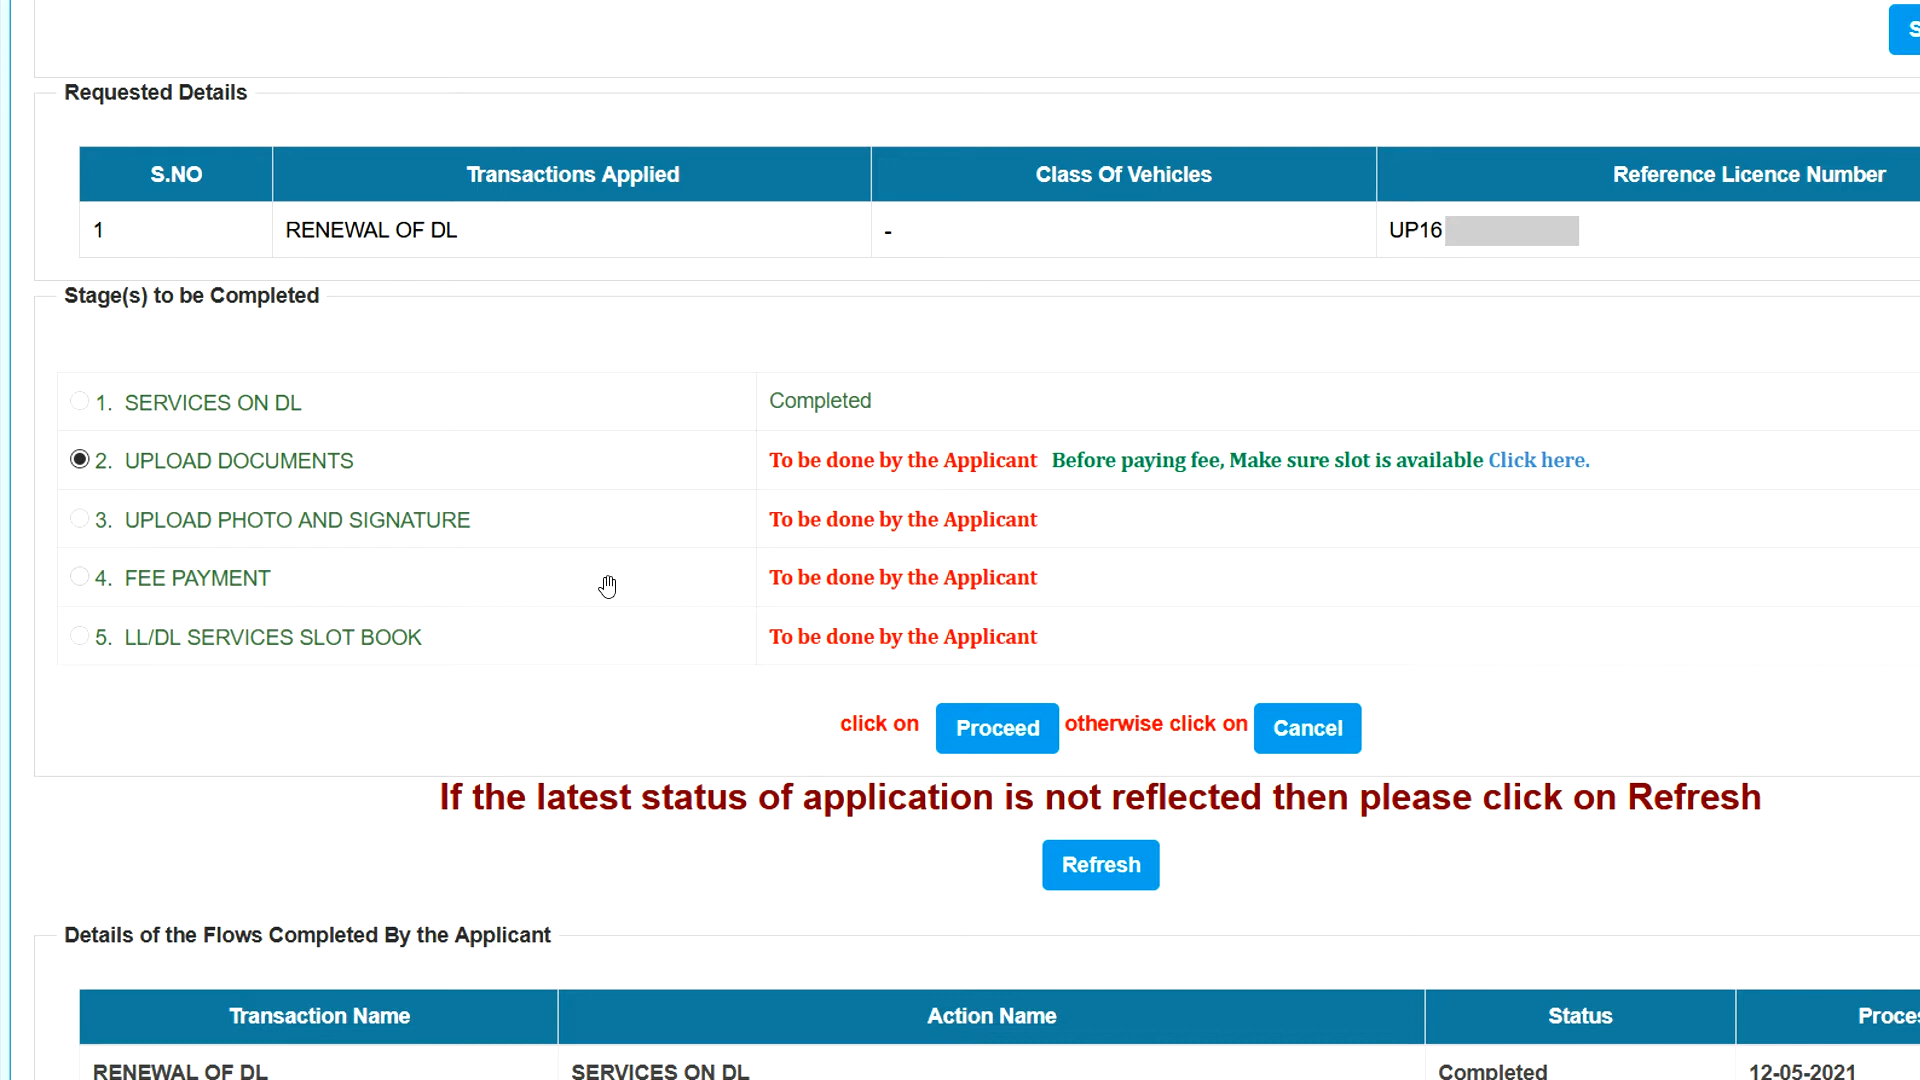 S
Requested Details
S.NO Transactions Applied Class Of Vehicles Reference Licence Number
1 RENEWAL OF DL - UP16
Stage(s) to be Completed
1. SERVICES ON DL Completed
2. UPLOAD DOCUMENTS To be done by the Applicant Before paying fee, Make sure slot is available Click here.
3. UPLOAD PHOTO AND SIGNATURE To be done by the Applicant
4. FEE PAYMENT To be done by the Applicant
5. LL/DL SERVICES SLOT BOOK To be done by the Applicant
click on Proceed otherwise click on Cancel
If the latest status of application is not reflected then please click on Refresh
Refresh
Details of the Flows Completed By the Applicant
Transaction Name Action Name Status Proces
RENEWAL OF DL SERVICES ON DL Completed 12-05-2021